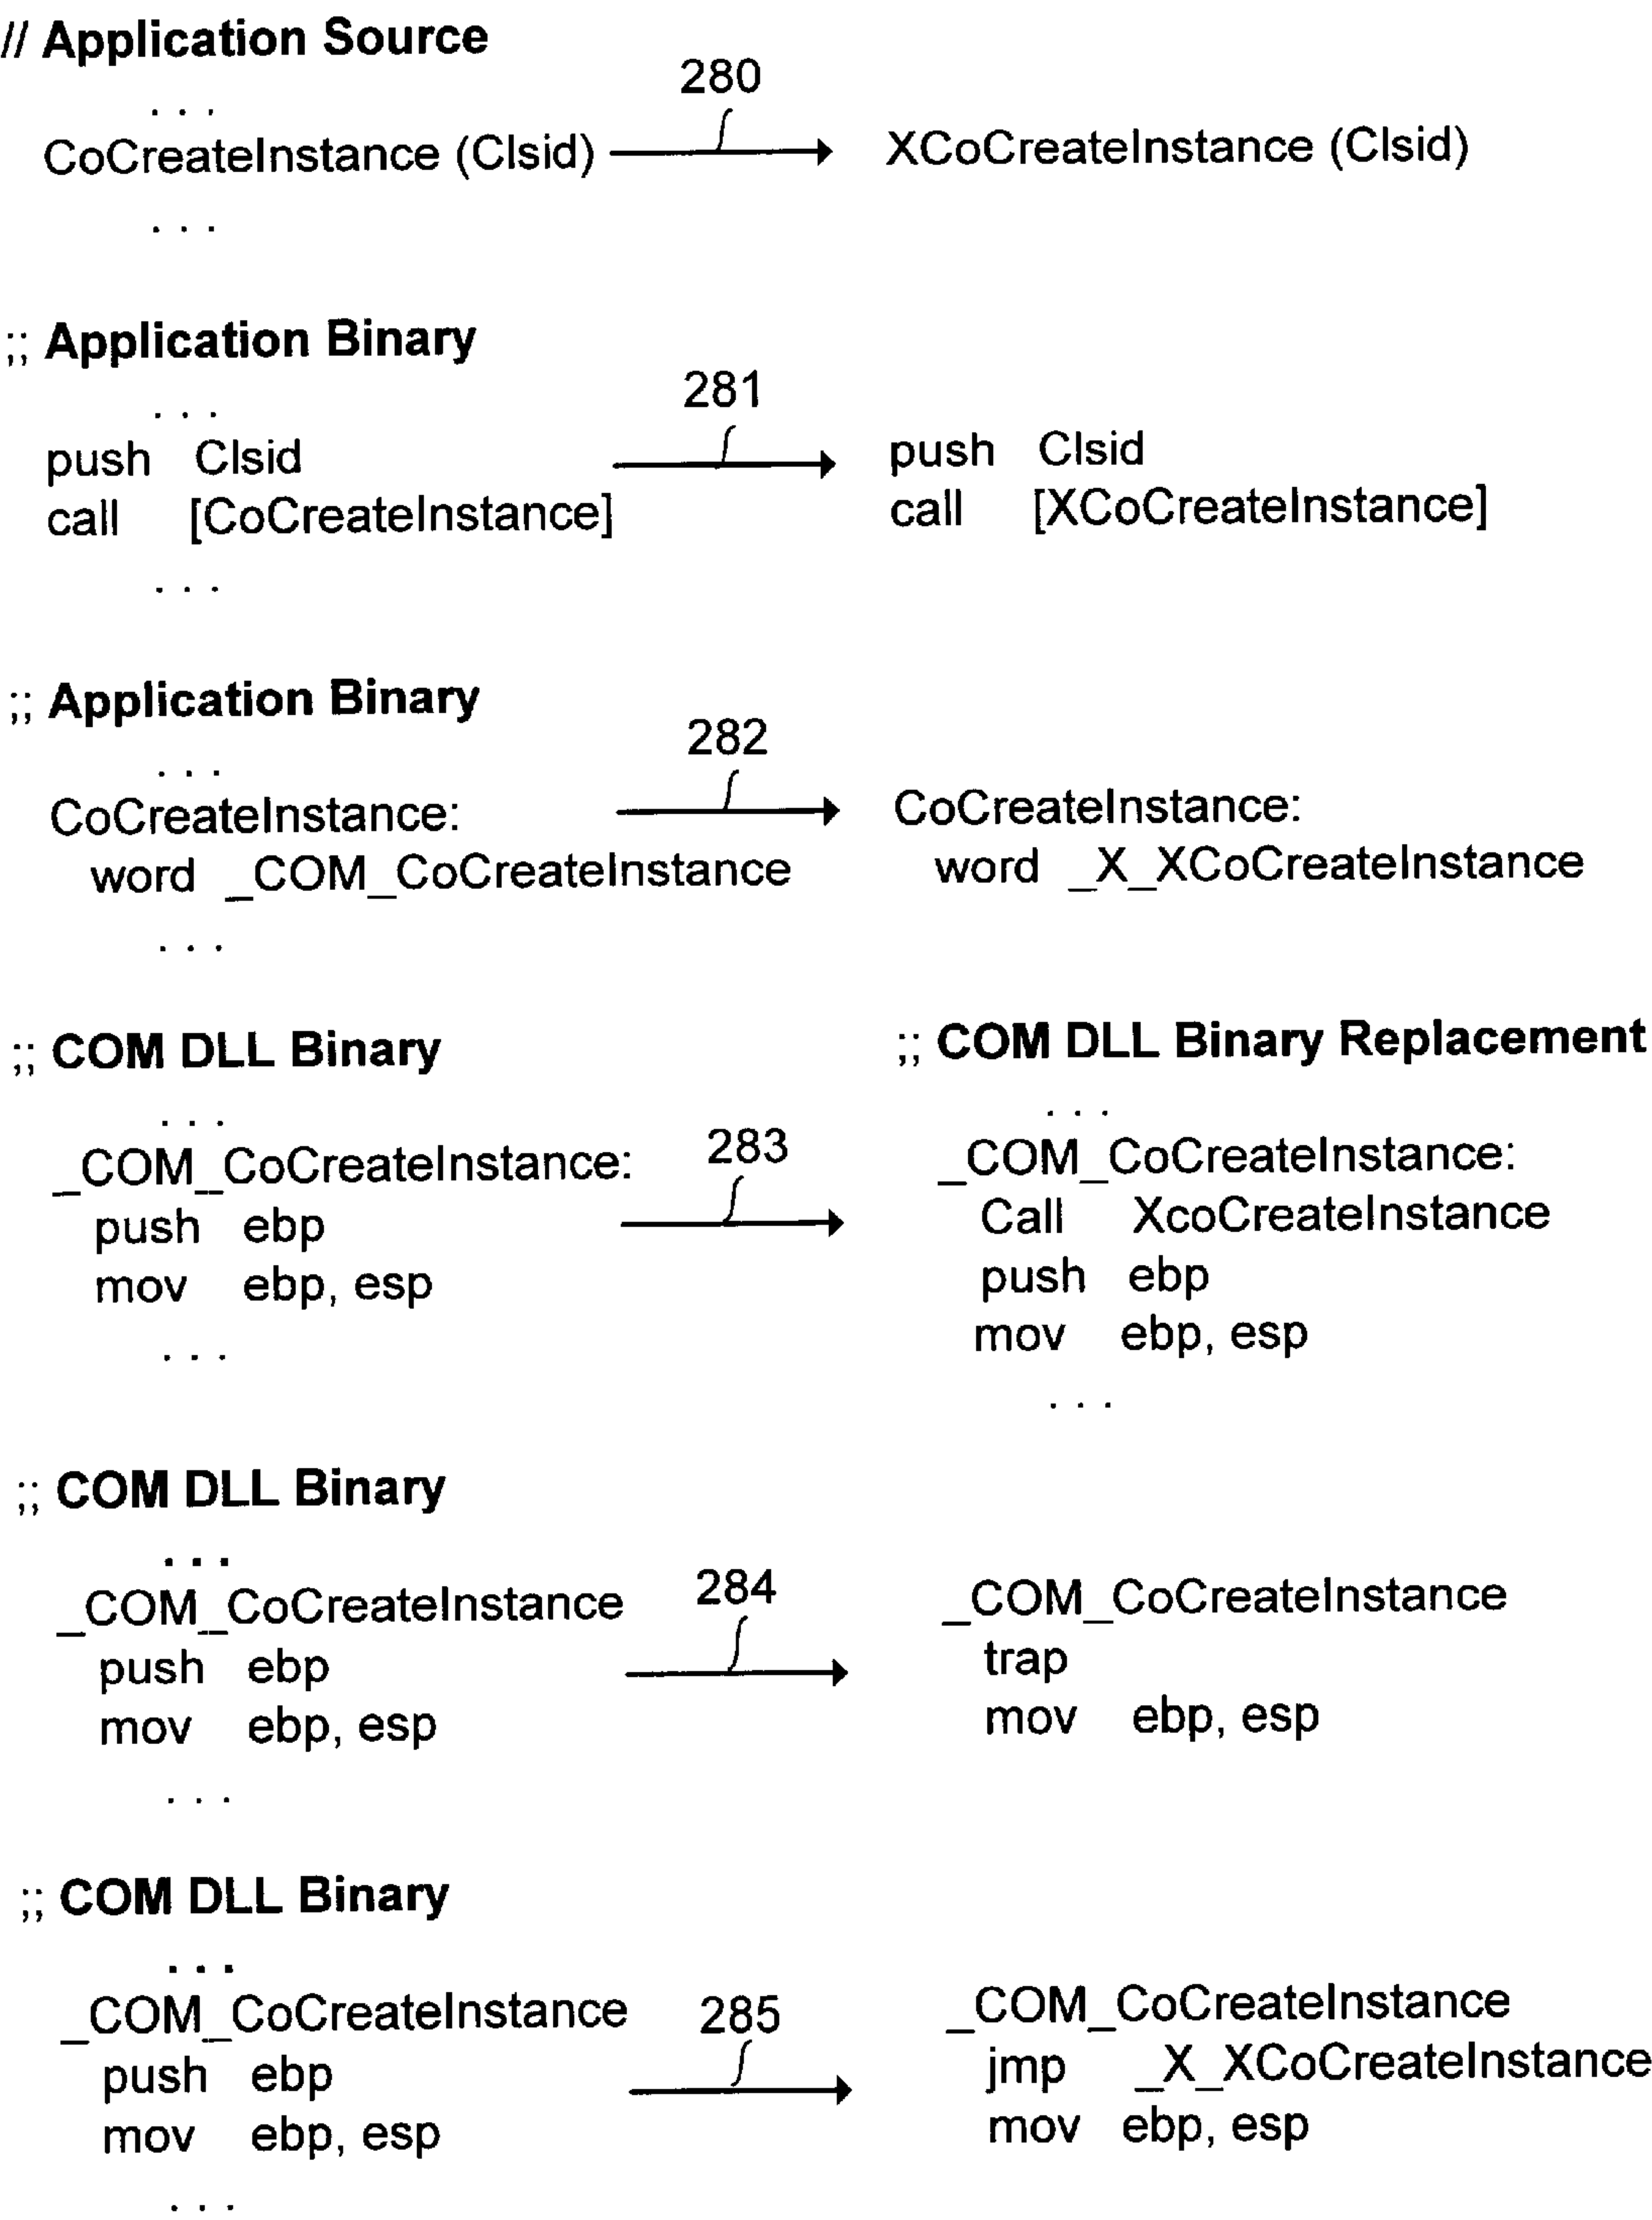 // Application Source
280
. . .
CoCreateInstance (Clsid) XCoCreateInstance (Clsid)
. . .
;; Application Binary
281
. . .
push Clsid push Clsid
call [CoCreateInstance] call [XCoCreateInstance]
. . .
;; Application Binary
282
. . .
CoCreateInstance: CoCreateInstance:
word _COM_CoCreateInstance word _X_XCoCreateInstance
. . .
;; COM DLL Binary ;; COM DLL Binary Replacement
. . . . . .
_COM_CoCreateInstance: 283 _COM_CoCreateInstance:
push ebp Call XcoCreateInstance
mov ebp, esp push ebp
mov ebp, esp
. . . . . .
;; COM DLL Binary
. . .
_COM_CoCreateInstance 284 _COM_CoCreateInstance
push ebp trap
mov ebp, esp mov ebp, esp
. . .
;; COM DLL Binary
. . .
_COM_CoCreateInstance 285 _COM_CoCreateInstance
push ebp jmp _X_XCoCreateInstance
mov ebp, esp mov ebp, esp
. . .